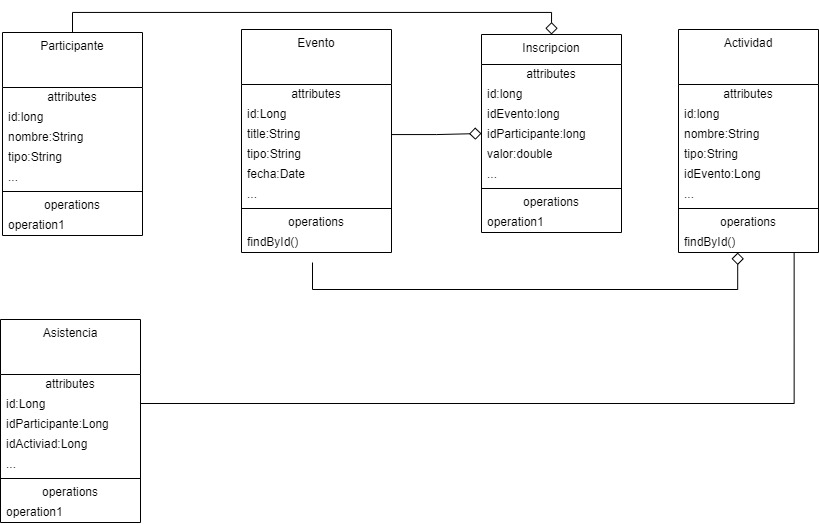 Participante
attributes
id:long
nombre:String
tipo:String
...
operations
operation1
Evento
attributes
id:Long
title:String
tipo:String
fecha:Date
...
operations
findById()
Inscripcion
attributes
id:long
idEvento:long
idParticipante:long
valor:double
...
operations
operation1
Actividad
attributes
id:long
nombre:String
tipo:String
idEvento:Long
...
operations
findById()
Asistencia
attributes
id:Long
idParticipante:Long
idActiviad:Long
...
operations
operation1